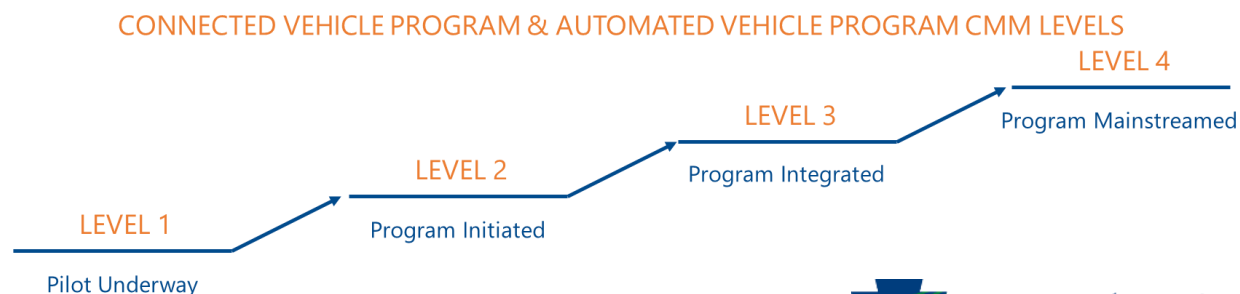 CONNECTED VEHICLE PROGRAM & AUTOMATED VEHICLE PROGRAM CMM LEVELS
LEVEL 4
Program Mainstreamed
LEVEL 3
Program Integrated
LEVEL 2
Program Initiated
LEVEL 1
Pilot Underway